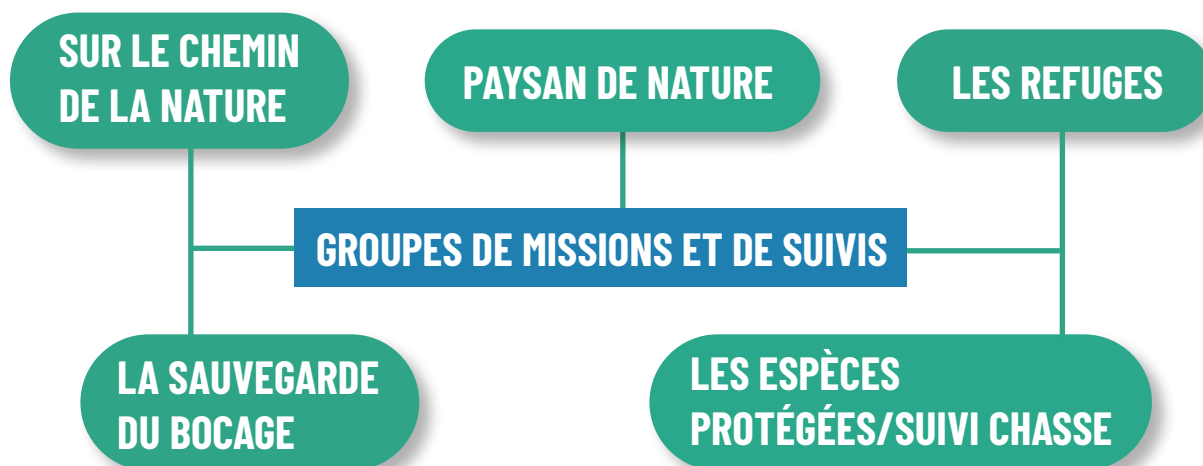 SUR LE CHEMIN
DE LA NATURE
PAYSAN DE NATURE
LES REFUGES
GROUPES DE MISSIONS ET DE SUIVIS
LA SAUVEGARDE
DU BOCAGE
LES ESPÈCES
PROTÉGÉES/SUIVI CHASSE